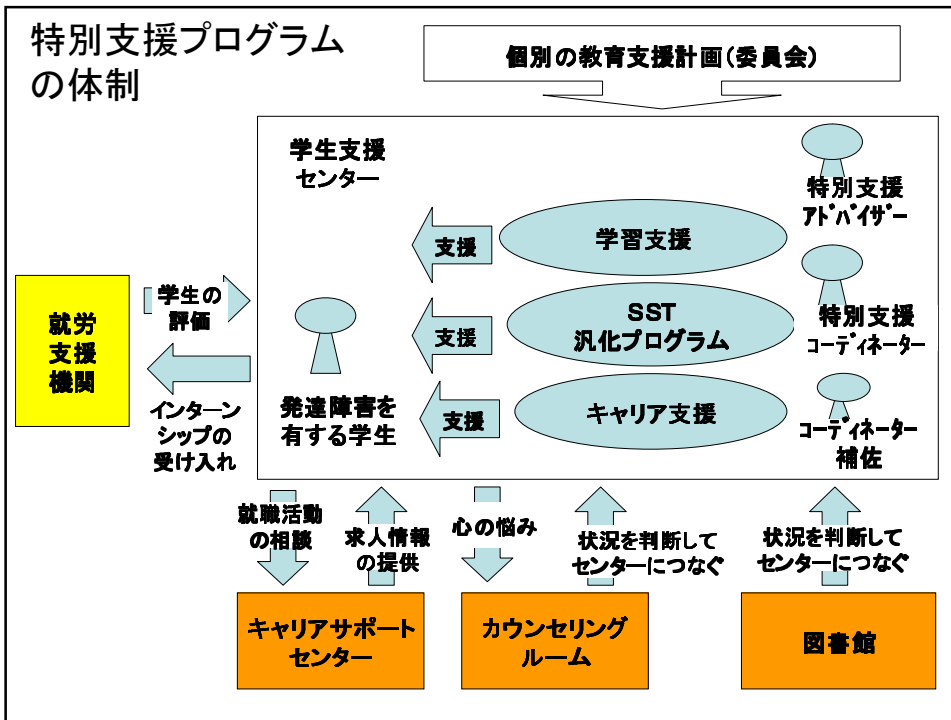 特別支援プログラム
の体制
個別の教育支援計画(委員会)
学生支援
センター
特別支援
アドバイザー
支援
学習支援
学生の
評価
就労
支援
機関
支援
SST
汎化プログラム
特別支援
コーディネーター
インターン
シップの
受け入れ
発達障害を
有する学生
支援
キャリア支援
コーディネーター
補佐
就職活動
の相談
求人情報
の提供
心の悩み
状況を判断して
センターにつなぐ
状況を判断して
センターにつなぐ
キャリアサポート
センター
カウンセリング
ルーム
図書館